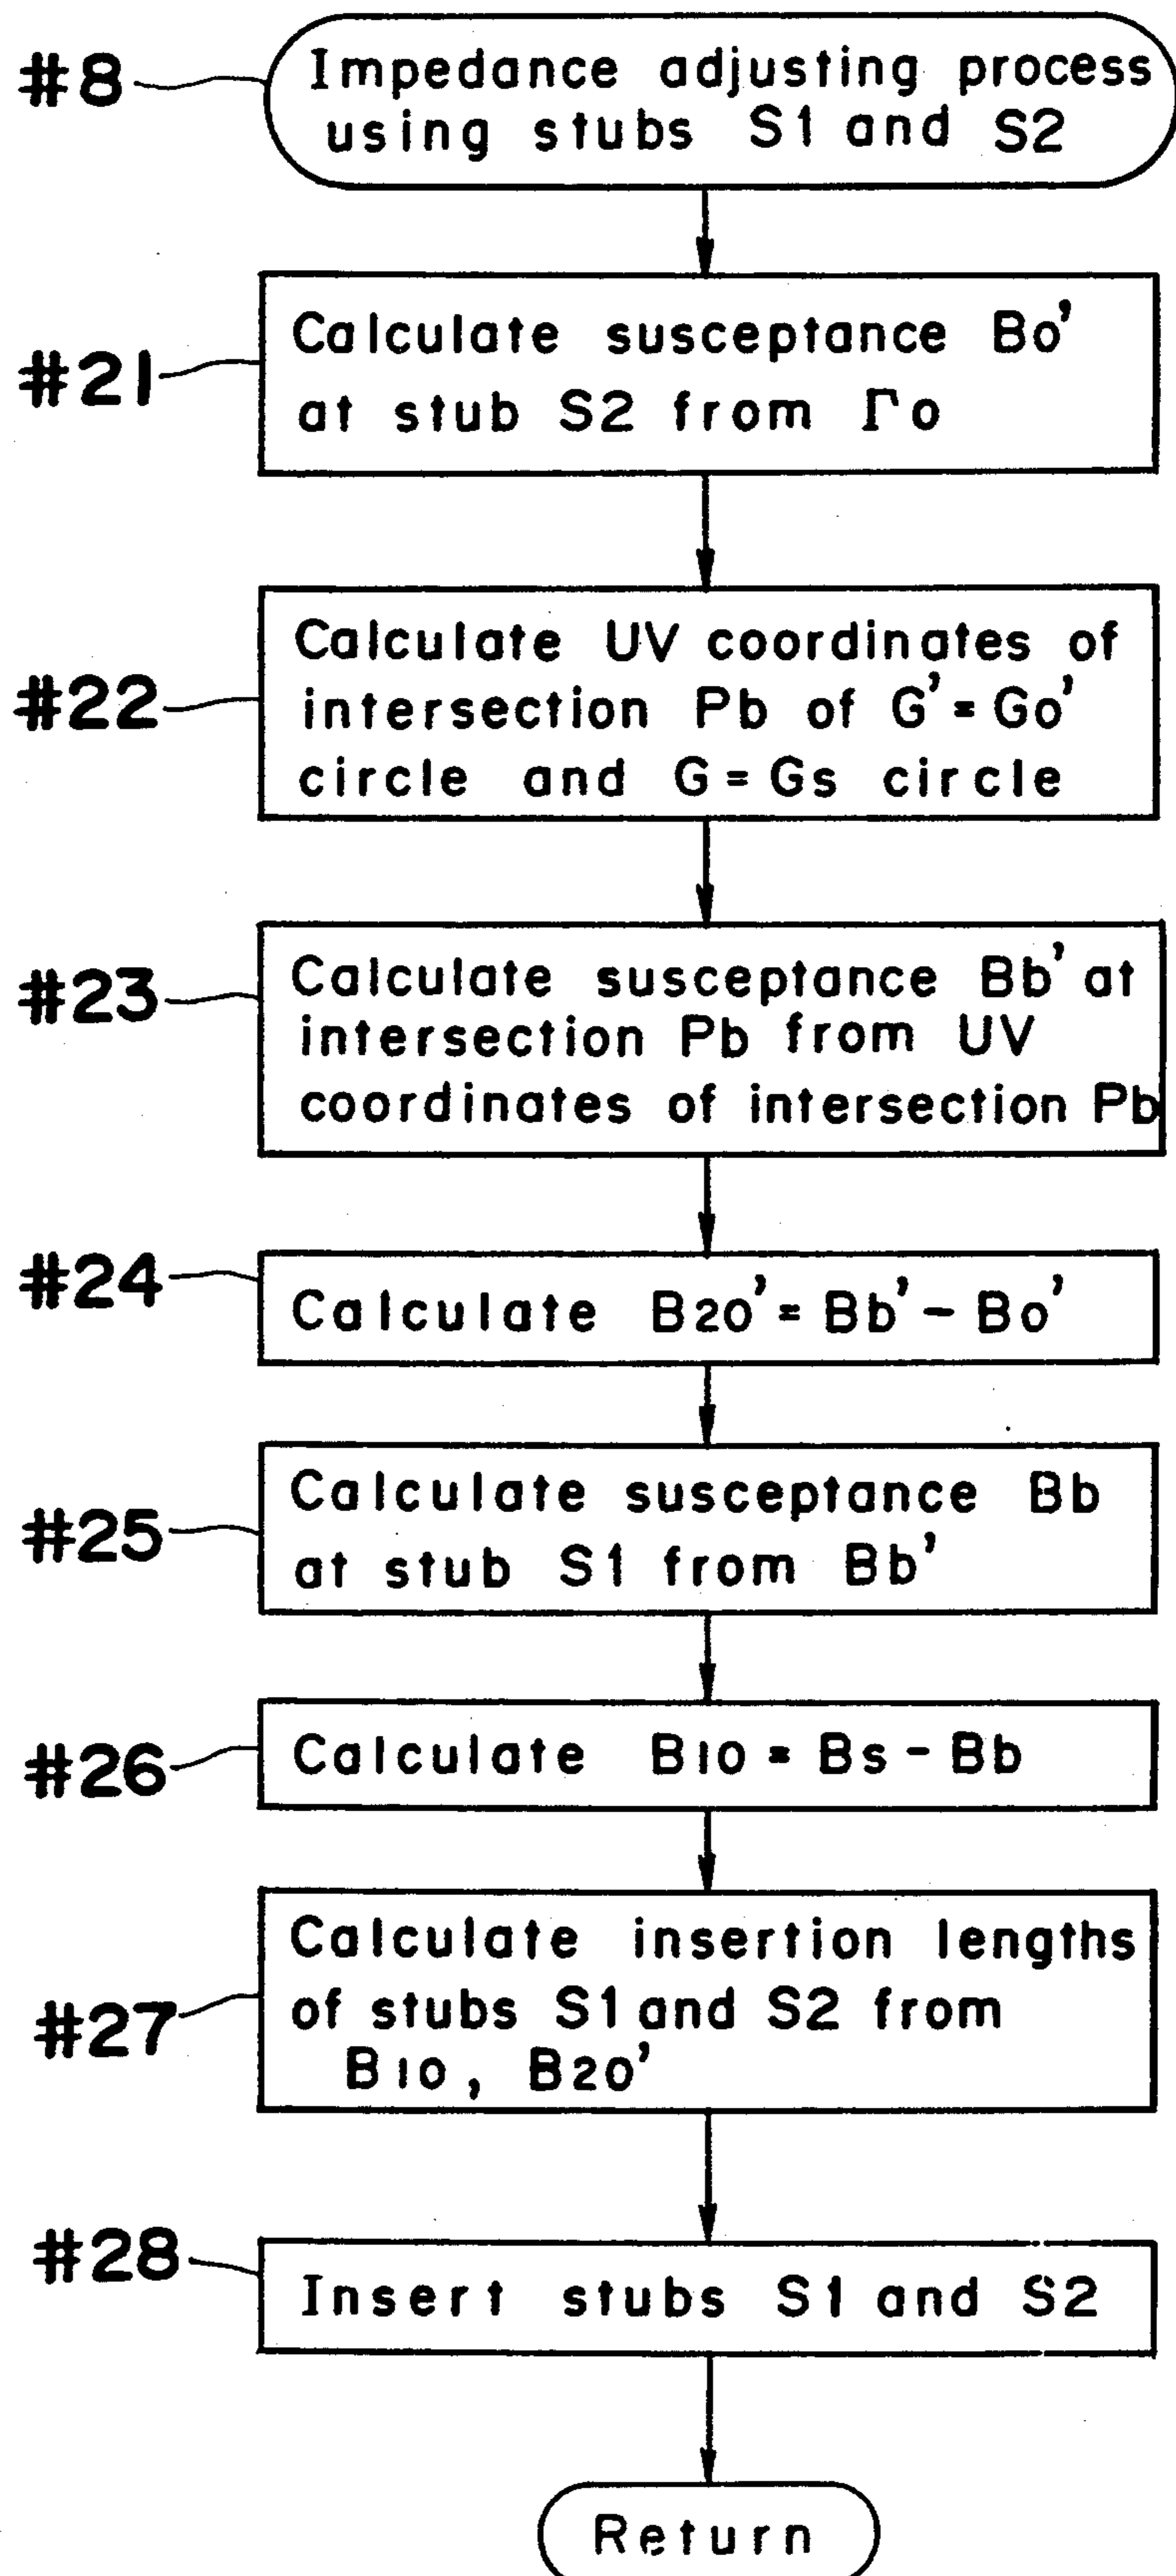 #8
Impedance adjusting process
using stubs S1 and S2
#21
Calculate susceptance Bo'
at stub S2 from Γo
#22
Calculate UV coordinates of
intersection Pb of G'=Go'
circle and G=Gs circle
#23
Calculate susceptance Bb' at
intersection Pb from UV
coordinates of intersection Pb
#24
Calculate B20'=Bb'-Bo'
#25
Calculate susceptance Bb
at stub S1 from Bb'
#26
Calculate B10=Bs-Bb
#27
Calculate insertion lengths
of stubs S1 and S2 from
B10, B20'
#28
Insert stubs S1 and S2
Return